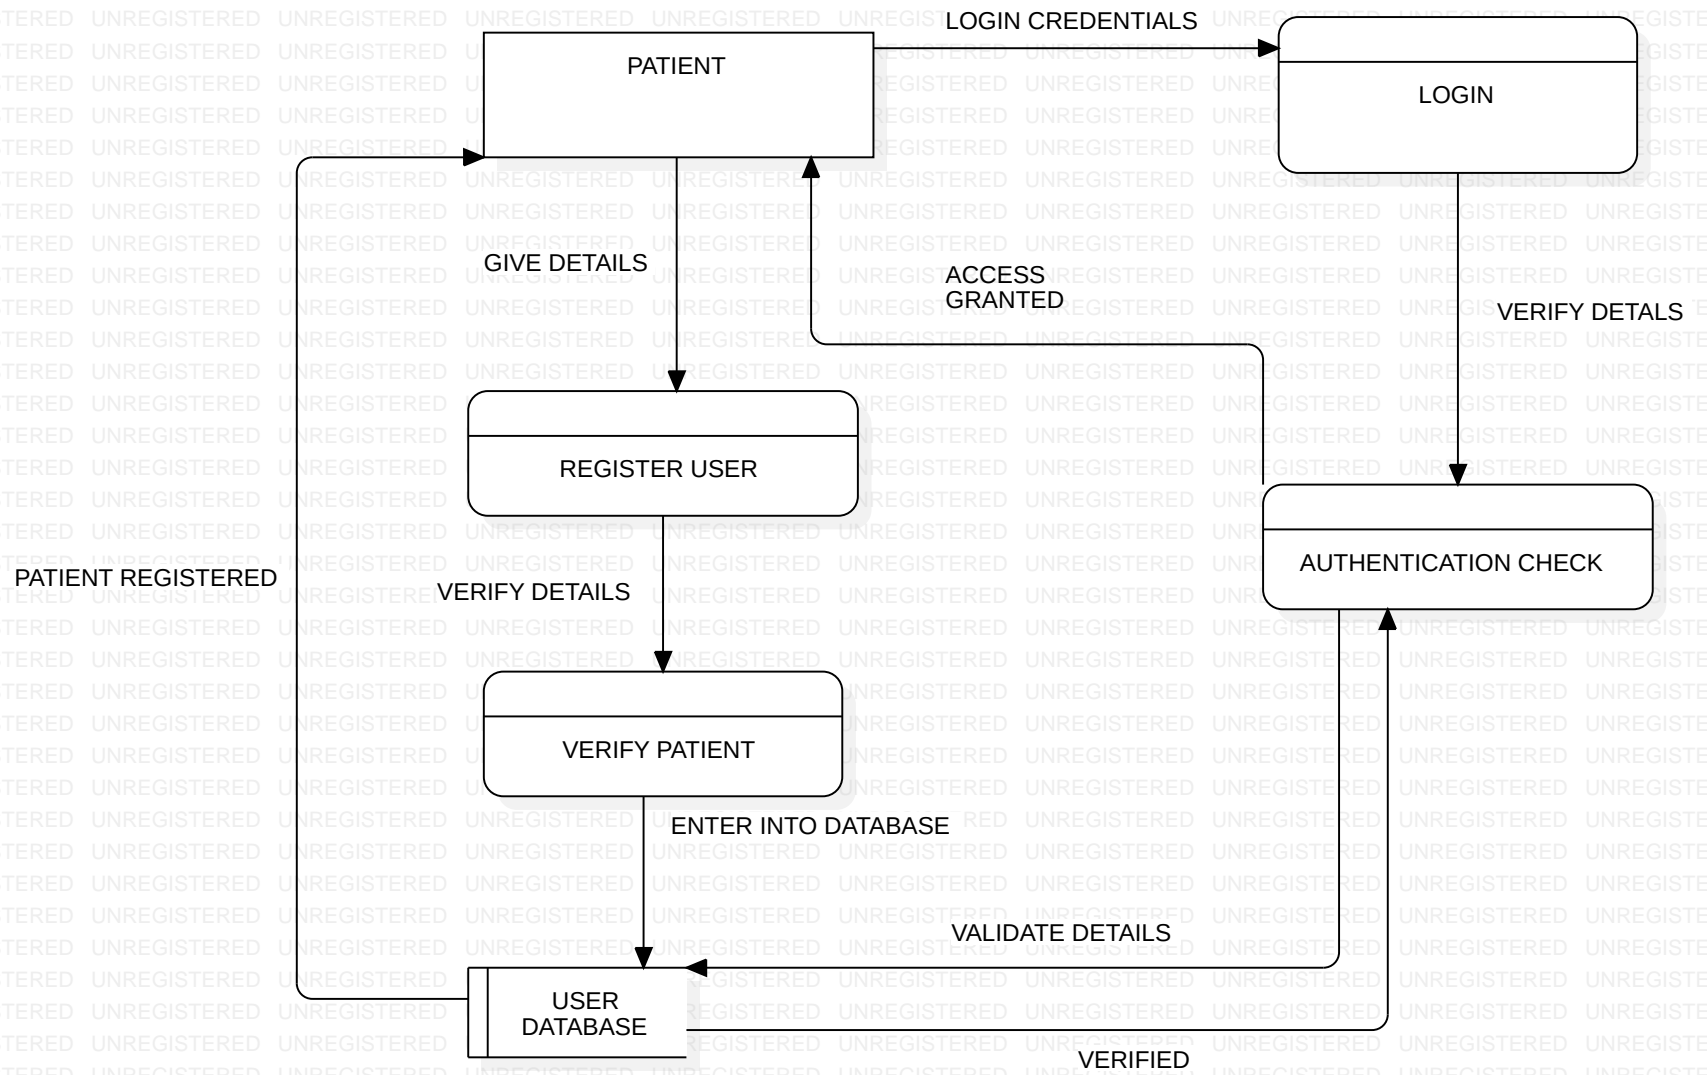 LOGIN CREDENTIALS
PATIENT
LOGIN
GIVE DETAILS
ACCESS
GRANTED
VERIFY DETALS
REGISTER USER
AUTHENTICATION CHECK
PATIENT REGISTERED
VERIFY DETAILS
VERIFY PATIENT
ENTER INTO DATABASE
VALIDATE DETAILS
USER
DATABASE
VERIFIED
UNREGISTERED